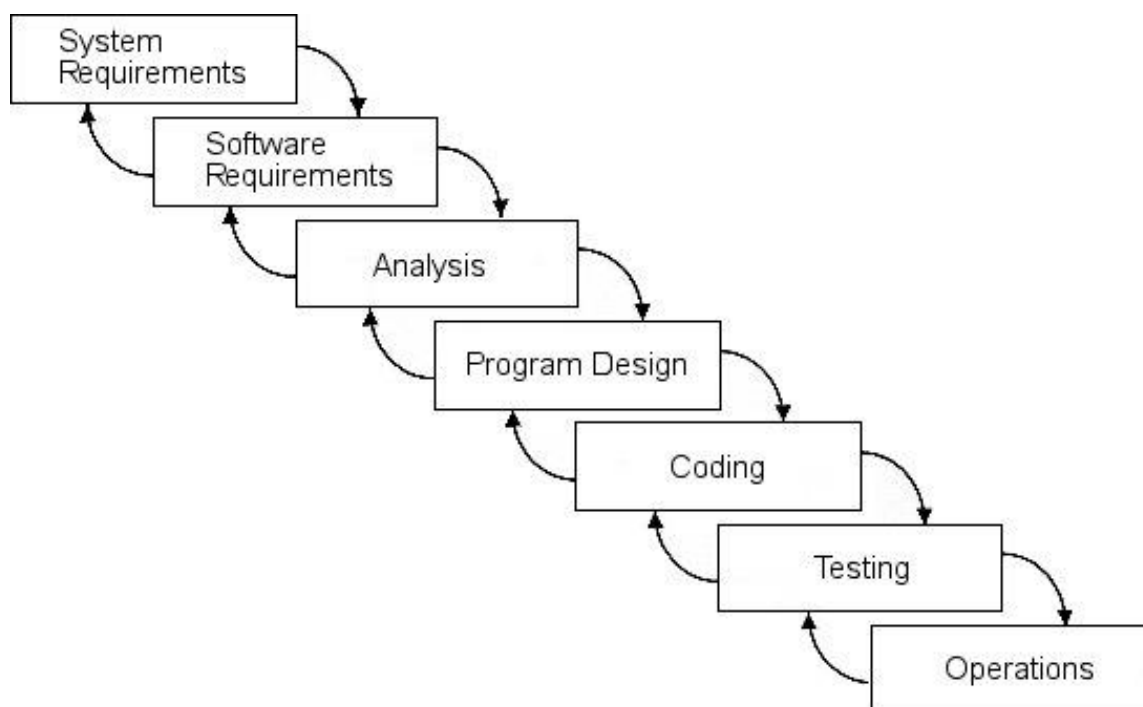 System
Requirements
Software
Requirements
Analysis
Program Design
Coding
Testing
Operations